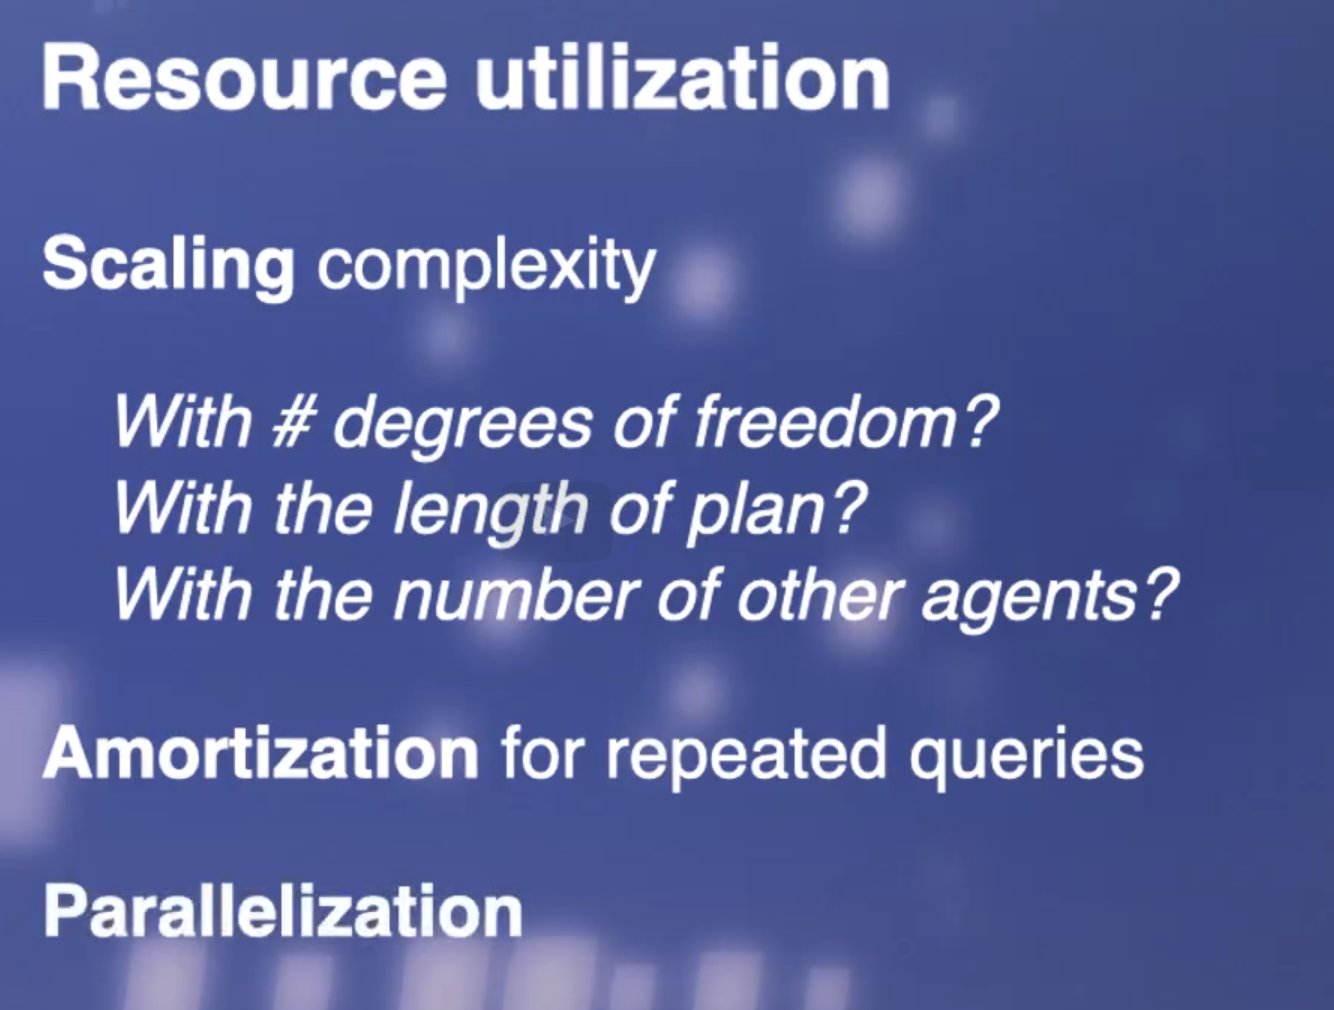 Resource utilization
Scaling complexity
With # degrees of freedom?
With the length of plan?
With the number of other agents?
Amortization for repeated queries
Parallelization